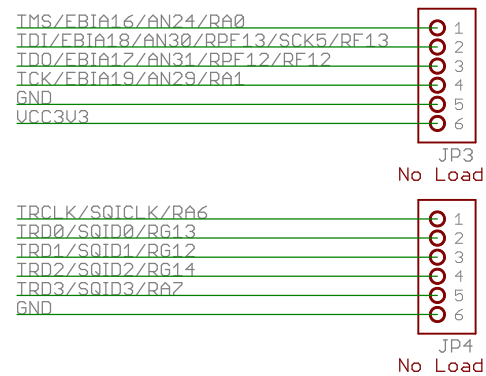 TMS/EBIA16/AN24/RA0 1
TDI/EBIA18/AN30/RPF13/SCK5/RF13 2
TDO/EBIA17/AN31/RPF12/RF12 3
TCK/EBIA19/AN29/RA1 4
GND 5
VCC3V3 6
JP3
No Load
TRCLK/SQICLK/RA6 1
TRD0/SQID0/RG13 2
TRD1/SQID1/RG12 3
TRD2/SQID2/RG14 4
TRD3/SQID3/RA7 5
GND 6
JP4
No Load